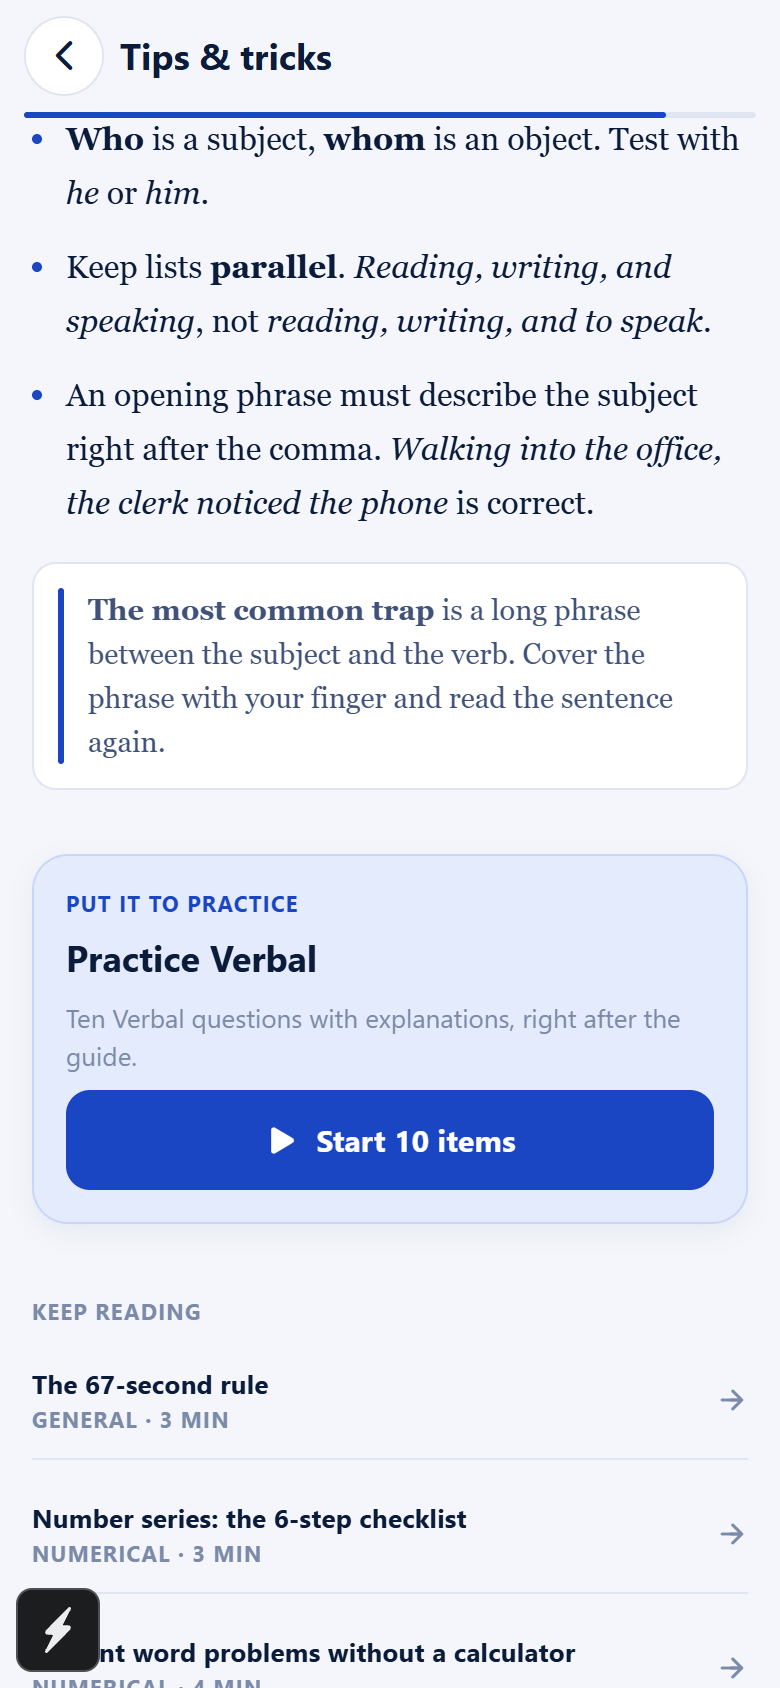 Tips & tricks
Who is a subject, whom is an object. Test with
he or him.
Keep lists parallel. Reading, writing, and
speaking, not reading, writing, and to speak.
An opening phrase must describe the subject
right after the comma. Walking into the office,
the clerk noticed the phone is correct.
The most common trap is a long phrase
between the subject and the verb. Cover the
phrase with your finger and read the sentence
again.
PUT IT TO PRACTICE
Practice Verbal
Ten Verbal questions with explanations, right after the
guide.
Start 10 items
KEEP READING
The 67-second rule
GENERAL · 3 MIN
Number series: the 6-step checklist
NUMERICAL · 3 MIN
word problems without a calculator
NUMERICAL · 4 MIN